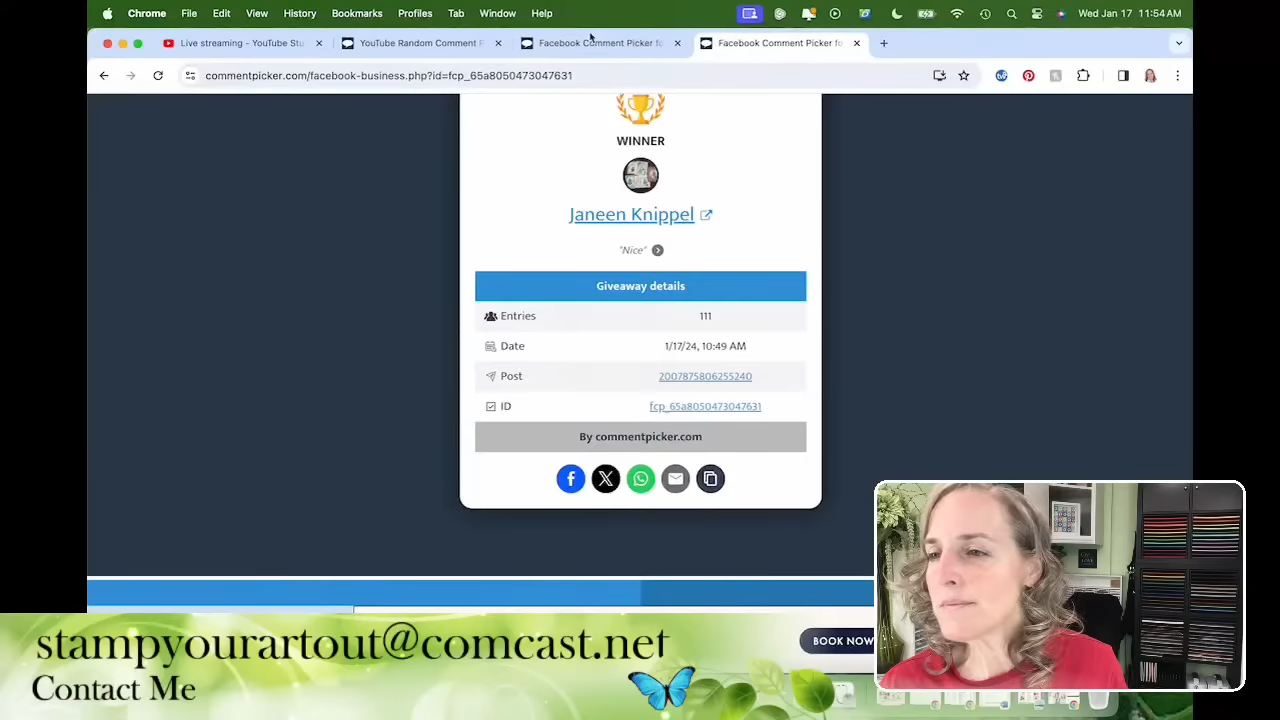 Chrome File Edit View History Bookmarks Profiles Tab Window Help Wed Jan 17 11:54 AM
Live streaming - YouTube Stu YouTube Random Comment P Facebook Comment Picker fo Facebook Comment Picker fo
commentpicker.com/facebook-business.php?id=fcp_65a8050473047631
WINNER
Janeen Knippel
"Nice"
Giveaway details
Entries 111
Date 1/17/24, 10:49 AM
Post 2007875806255240
ID fcp_65a8050473047631
By commentpicker.com
BOOK NOW
stampyourartout@comcast.net
Contact Me